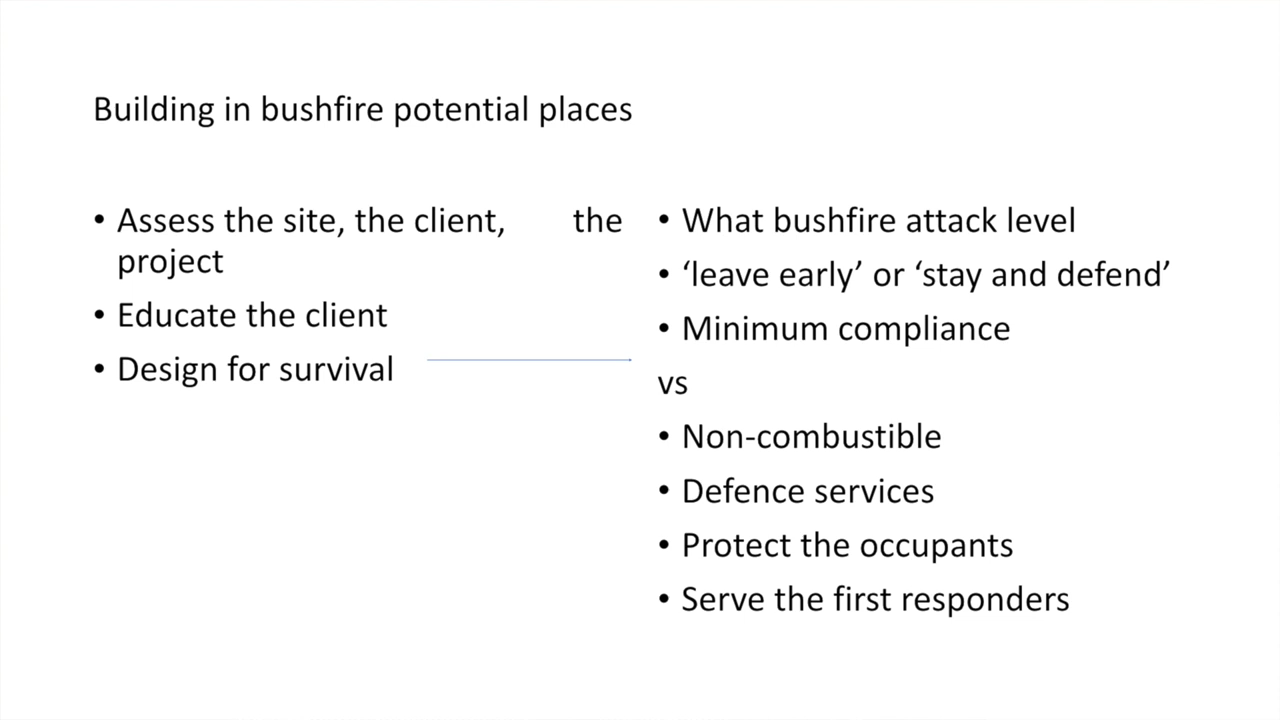 Building in bushfire potential places
• Assess the site, the client, the
project
• Educate the client
• Design for survival
• What bushfire attack level
• ‘leave early’ or ‘stay and defend’
• Minimum compliance
vs
• Non-combustible
• Defence services
• Protect the occupants
• Serve the first responders